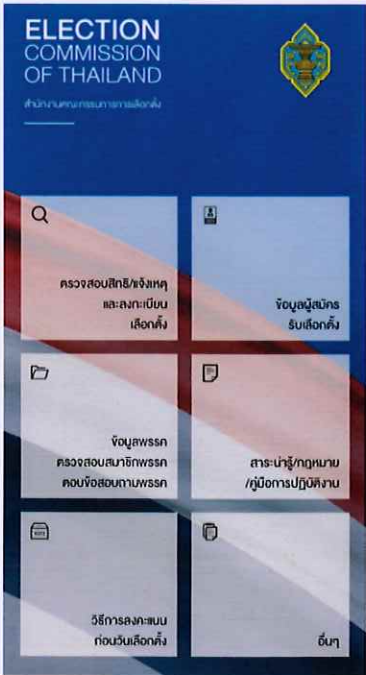 ELECTION
COMMISSION
OF THAILAND
สำนักงานคณะกรรมการการเลือกตั้ง
ตรวจสอบสิทธิ/แจ้งเหตุ
และลงทะเบียน
เลือกตั้ง
ข้อมูลผู้สมัคร
รับเลือกตั้ง
ข้อมูลพรรค
ตรวจสอบสมาชิกพรรค
ตอบข้อสอบถามพรรค
สาระน่ารู้/กฎหมาย
/คู่มือการปฏิบัติงาน
วิธีการลงคะแนน
ก่อนวันเลือกตั้ง
อื่นๆ